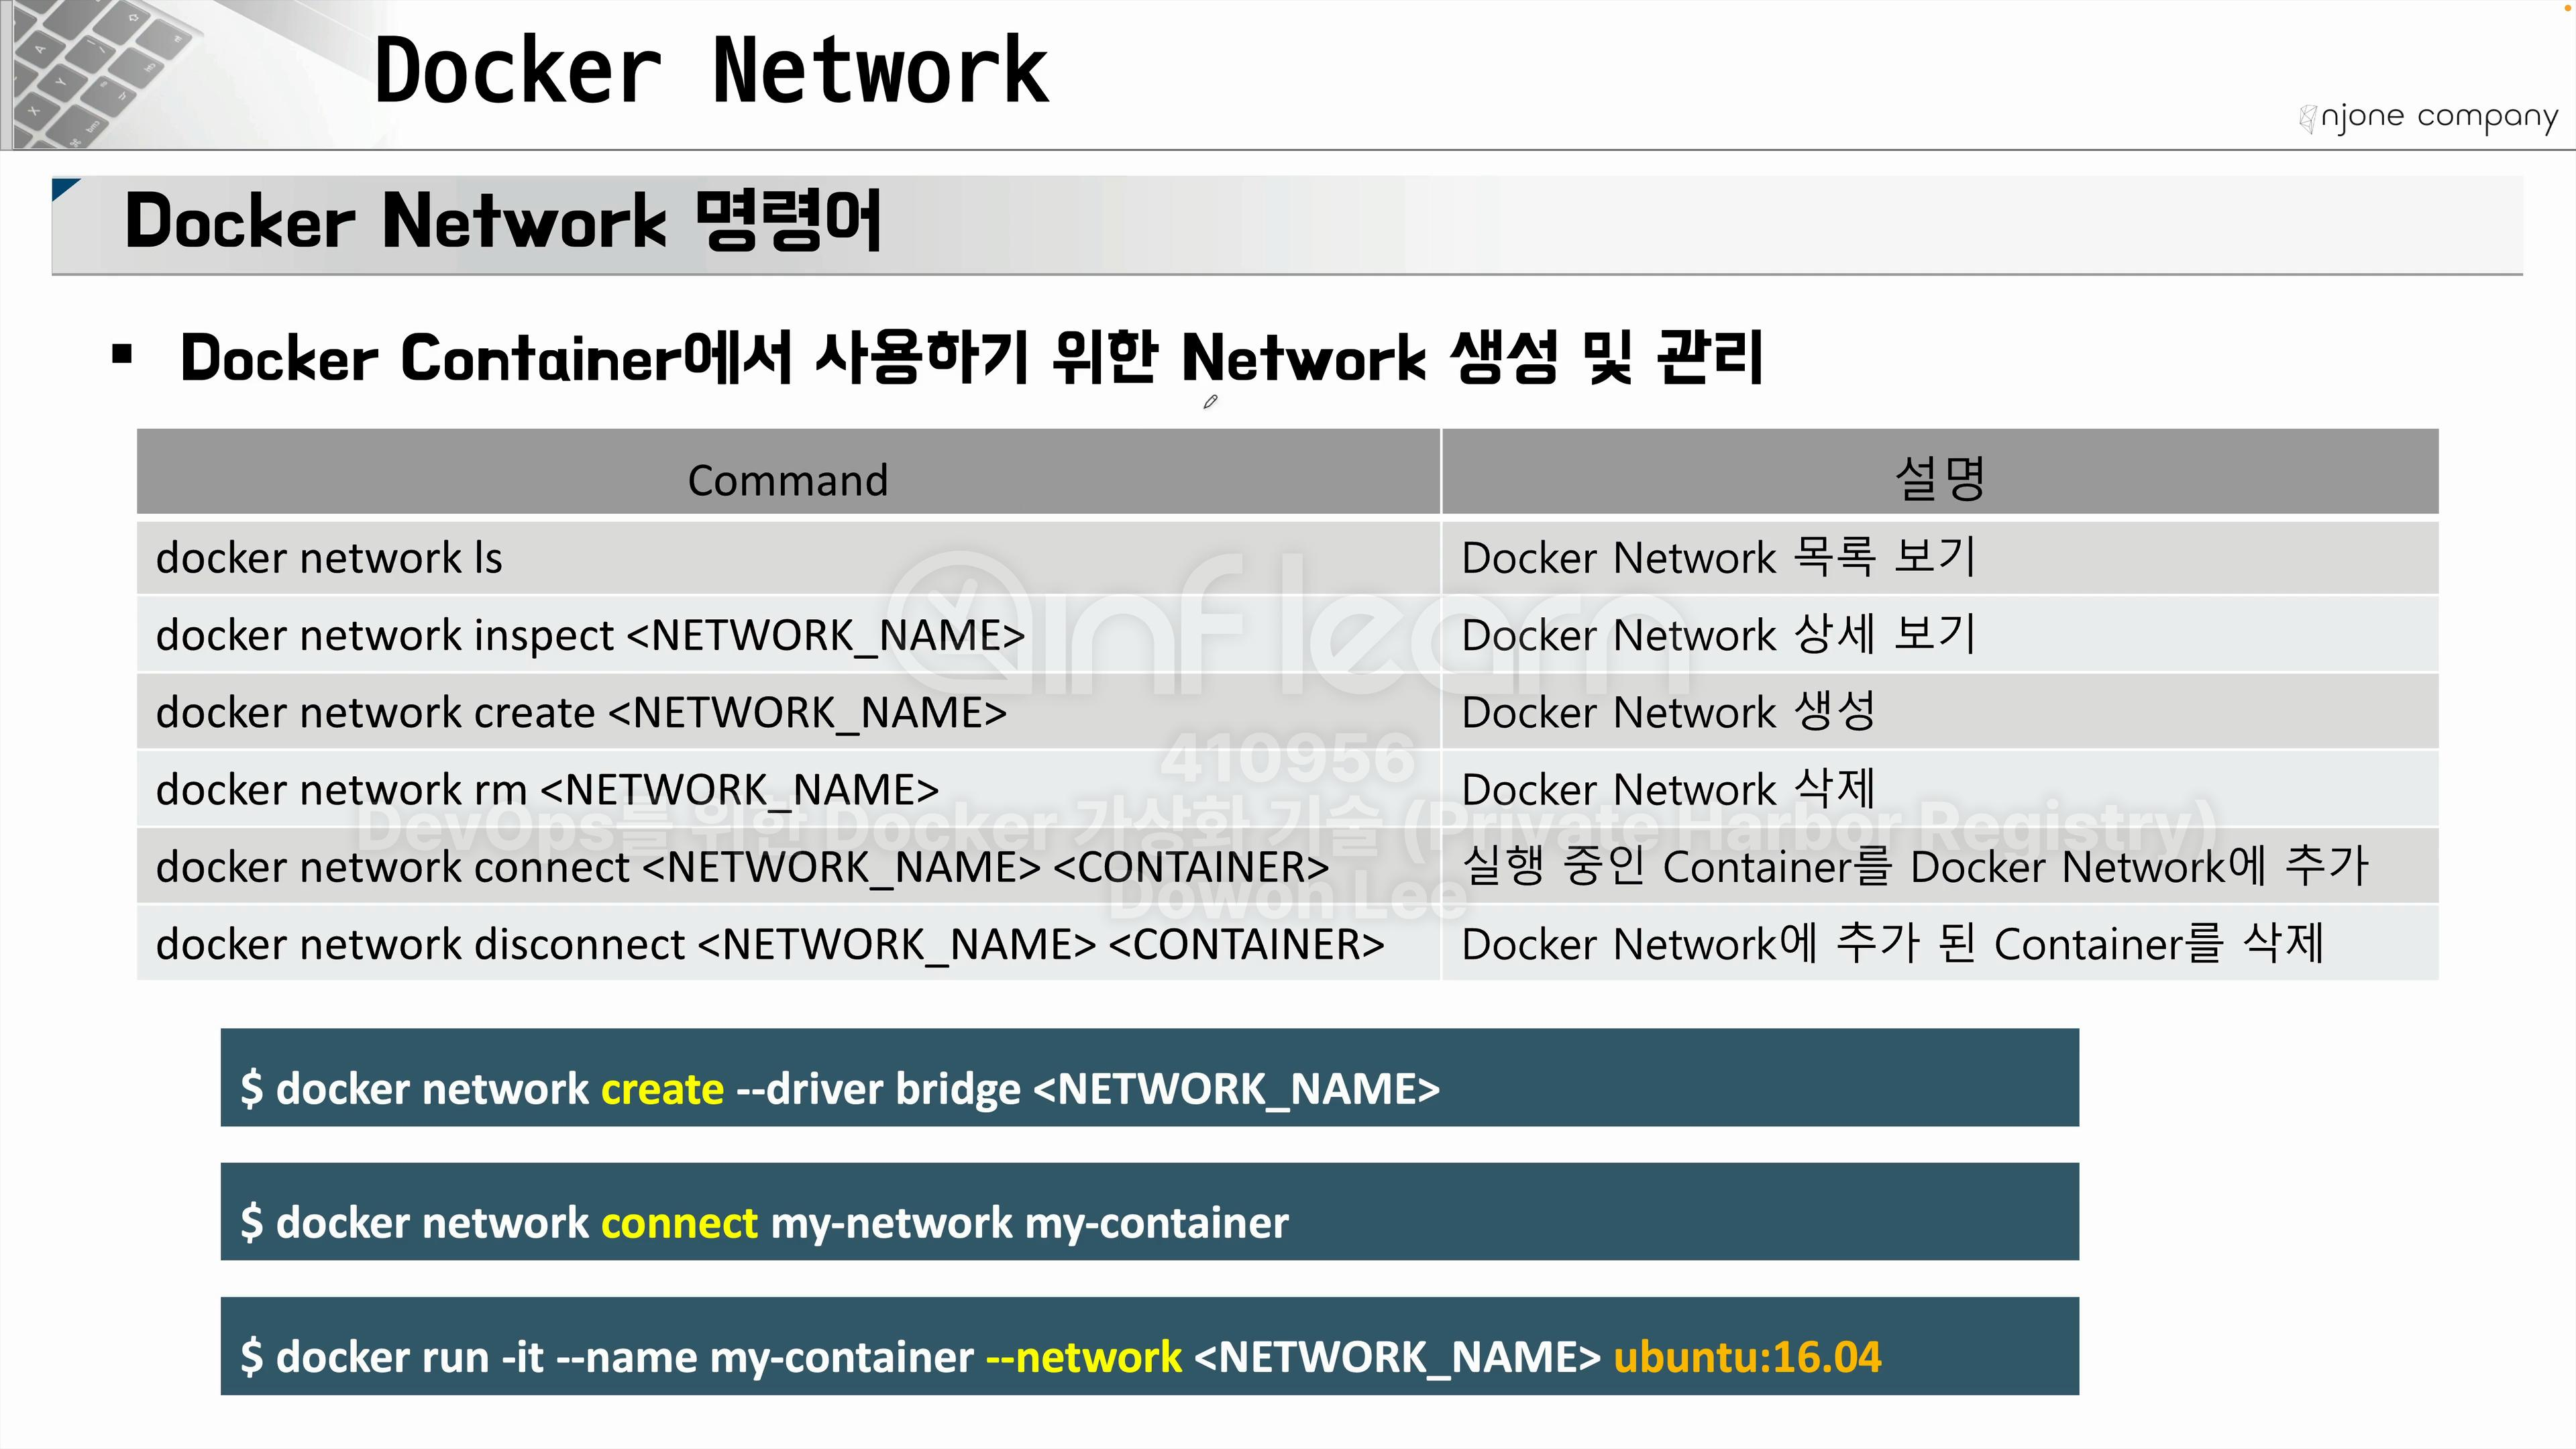 Docker Network
njone company
Docker Network 명령어
▪ Docker Container에서 사용하기 위한 Network 생성 및 관리
Command 설명
docker network ls Docker Network 목록 보기
docker network inspect <NETWORK_NAME> Docker Network 상세 보기
docker network create <NETWORK_NAME> Docker Network 생성
docker network rm <NETWORK_NAME> Docker Network 삭제
docker network connect <NETWORK_NAME> <CONTAINER> 실행 중인 Container를 Docker Network에 추가
docker network disconnect <NETWORK_NAME> <CONTAINER> Docker Network에 추가 된 Container를 삭제
inflearn
410956
DevOps를 위한 Docker 가상화 기술 (Private Harbor Registry)
Dowon Lee
$ docker network create --driver bridge <NETWORK_NAME>
$ docker network connect my-network my-container
$ docker run -it --name my-container --network <NETWORK_NAME> ubuntu:16.04